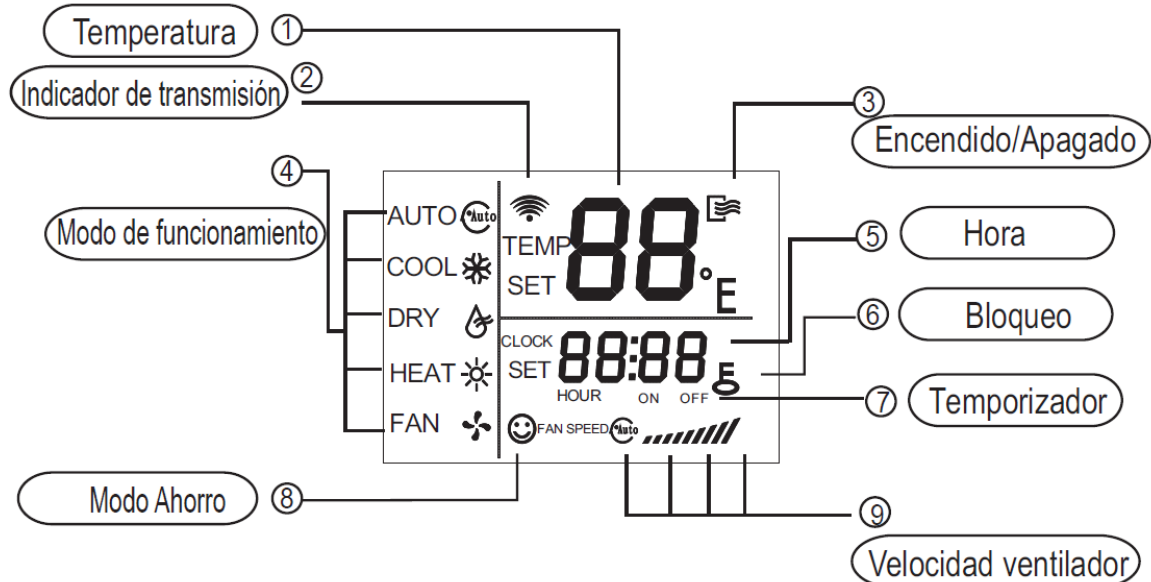 Temperatura ①
Indicador de transmisión ②
③
Encendido/Apagado
④
Modo de funcionamiento
AUTO Auto
COOL
DRY
HEAT
FAN
TEMP
SET
88°E
⑤ Hora
⑥ Bloqueo
CLOCK
SET
88:88
HOUR ON OFF
⑦ Temporizador
FAN SPEED Auto
Modo Ahorro ⑧
⑨
Velocidad ventilador